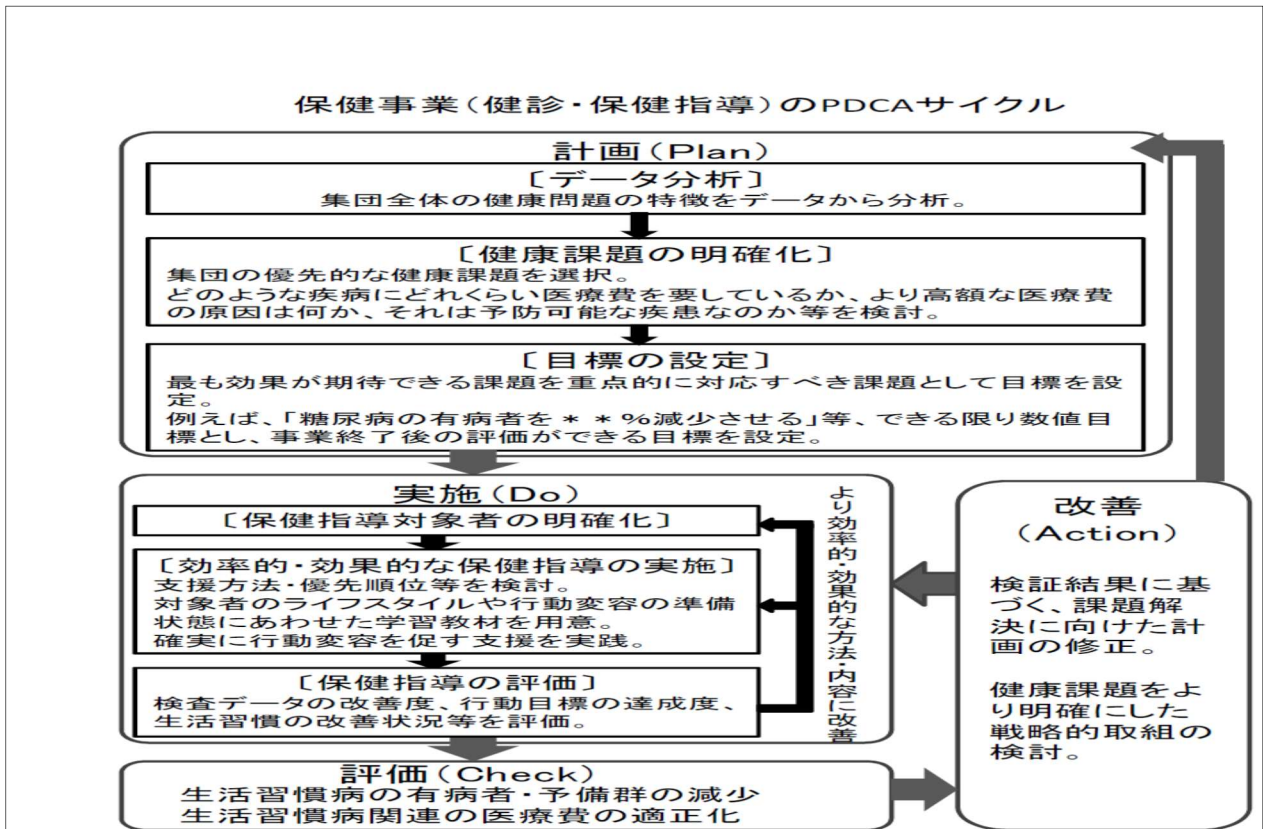 保健事業(健診・保健指導)のPDCAサイクル
計画(Plan)
〔データ分析〕
集団全体の健康問題の特徴をデータから分析。
〔健康課題の明確化〕
集団の優先的な健康課題を選択。
どのような疾病にどれくらい医療費を要しているか、より高額な医療費
の原因は何か、それは予防可能な疾患なのか等を検討。
〔目標の設定〕
最も効果が期待できる課題を重点的に対応すべき課題として目標を設
定。
例えば、「糖尿病の有病者を**%減少させる」等、できる限り数値目
標とし、事業終了後の評価ができる目標を設定。
実施(Do)
〔保健指導対象者の明確化〕
〔効率的・効果的な保健指導の実施〕
支援方法・優先順位等を検討。
対象者のライフスタイルや行動変容の準備
状態にあわせた学習教材を用意。
確実に行動変容を促す支援を実践。
〔保健指導の評価〕
検査データの改善度、行動目標の達成度、
生活習慣の改善状況等を評価。
より効率的・効果的な方法・内容に改善
改善
(Action)
検証結果に基
づく、課題解
決に向けた計
画の修正。
健康課題をよ
り明確にした
戦略的取組の
検討。
評価(Check)
生活習慣病の有病者・予備群の減少
生活習慣病関連の医療費の適正化